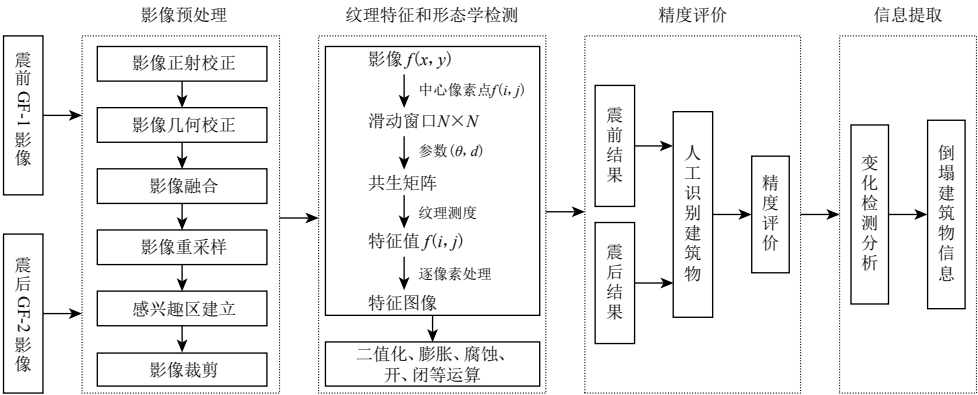 影像预处理
纹理特征和形态学检测
精度评价
信息提取
震前GF-1影像
震后GF-2影像
影像正射校正
影像几何校正
影像融合
影像重采样
感兴趣区建立
影像裁剪
影像 f(x, y)
中心像素点f(i, j)
滑动窗口N×N
参数(θ, d)
共生矩阵
纹理测度
特征值 f(i, j)
逐像素处理
特征图像
二值化、膨胀、腐蚀、
开、闭等运算
震前结果
震后结果
人工识别建筑物
精度评价
变化检测分析
倒塌建筑物信息